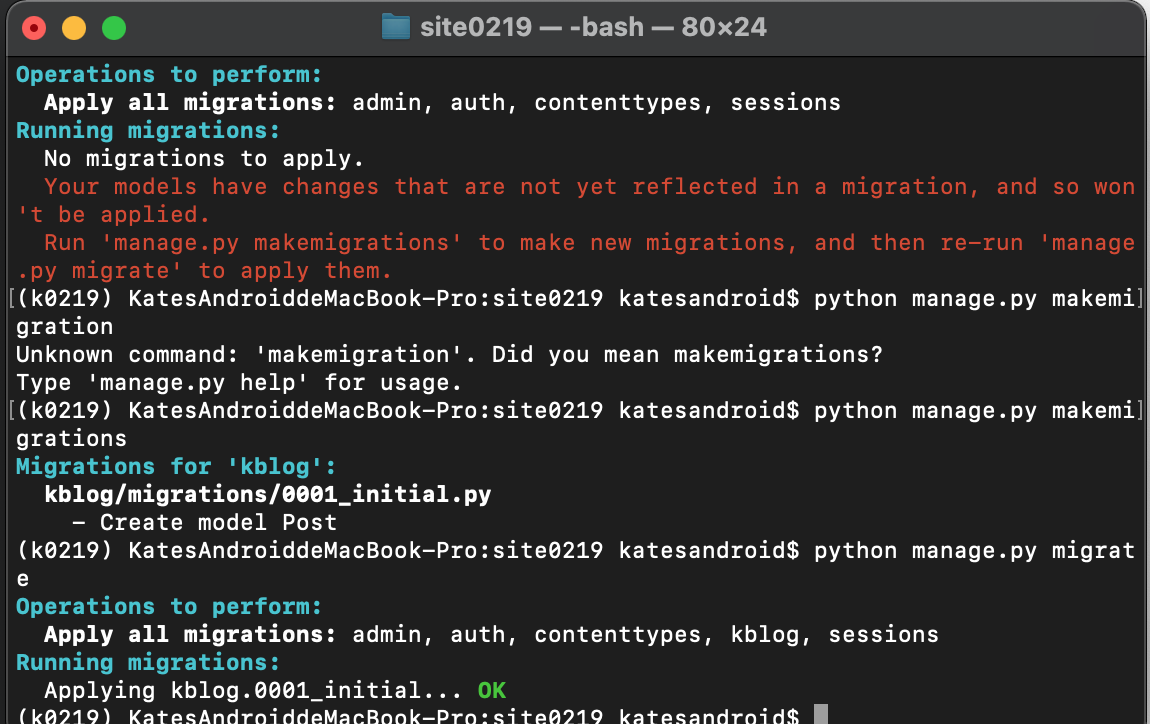 site0219 — -bash — 80×24
Operations to perform:
  Apply all migrations: admin, auth, contenttypes, sessions
Running migrations:
  No migrations to apply.
  Your models have changes that are not yet reflected in a migration, and so won
't be applied.
  Run 'manage.py makemigrations' to make new migrations, and then re-run 'manage
.py migrate' to apply them.
[(k0219) KatesAndroiddeMacBook-Pro:site0219 katesandroid$ python manage.py makemi]
gration
Unknown command: 'makemigration'. Did you mean makemigrations?
Type 'manage.py help' for usage.
[(k0219) KatesAndroiddeMacBook-Pro:site0219 katesandroid$ python manage.py makemi]
grations
Migrations for 'kblog':
  kblog/migrations/0001_initial.py
    - Create model Post
(k0219) KatesAndroiddeMacBook-Pro:site0219 katesandroid$ python manage.py migrat
e
Operations to perform:
  Apply all migrations: admin, auth, contenttypes, kblog, sessions
Running migrations:
  Applying kblog.0001_initial... OK
(k0219) KatesAndroiddeMacBook-Pro:site0219 katesandroid$